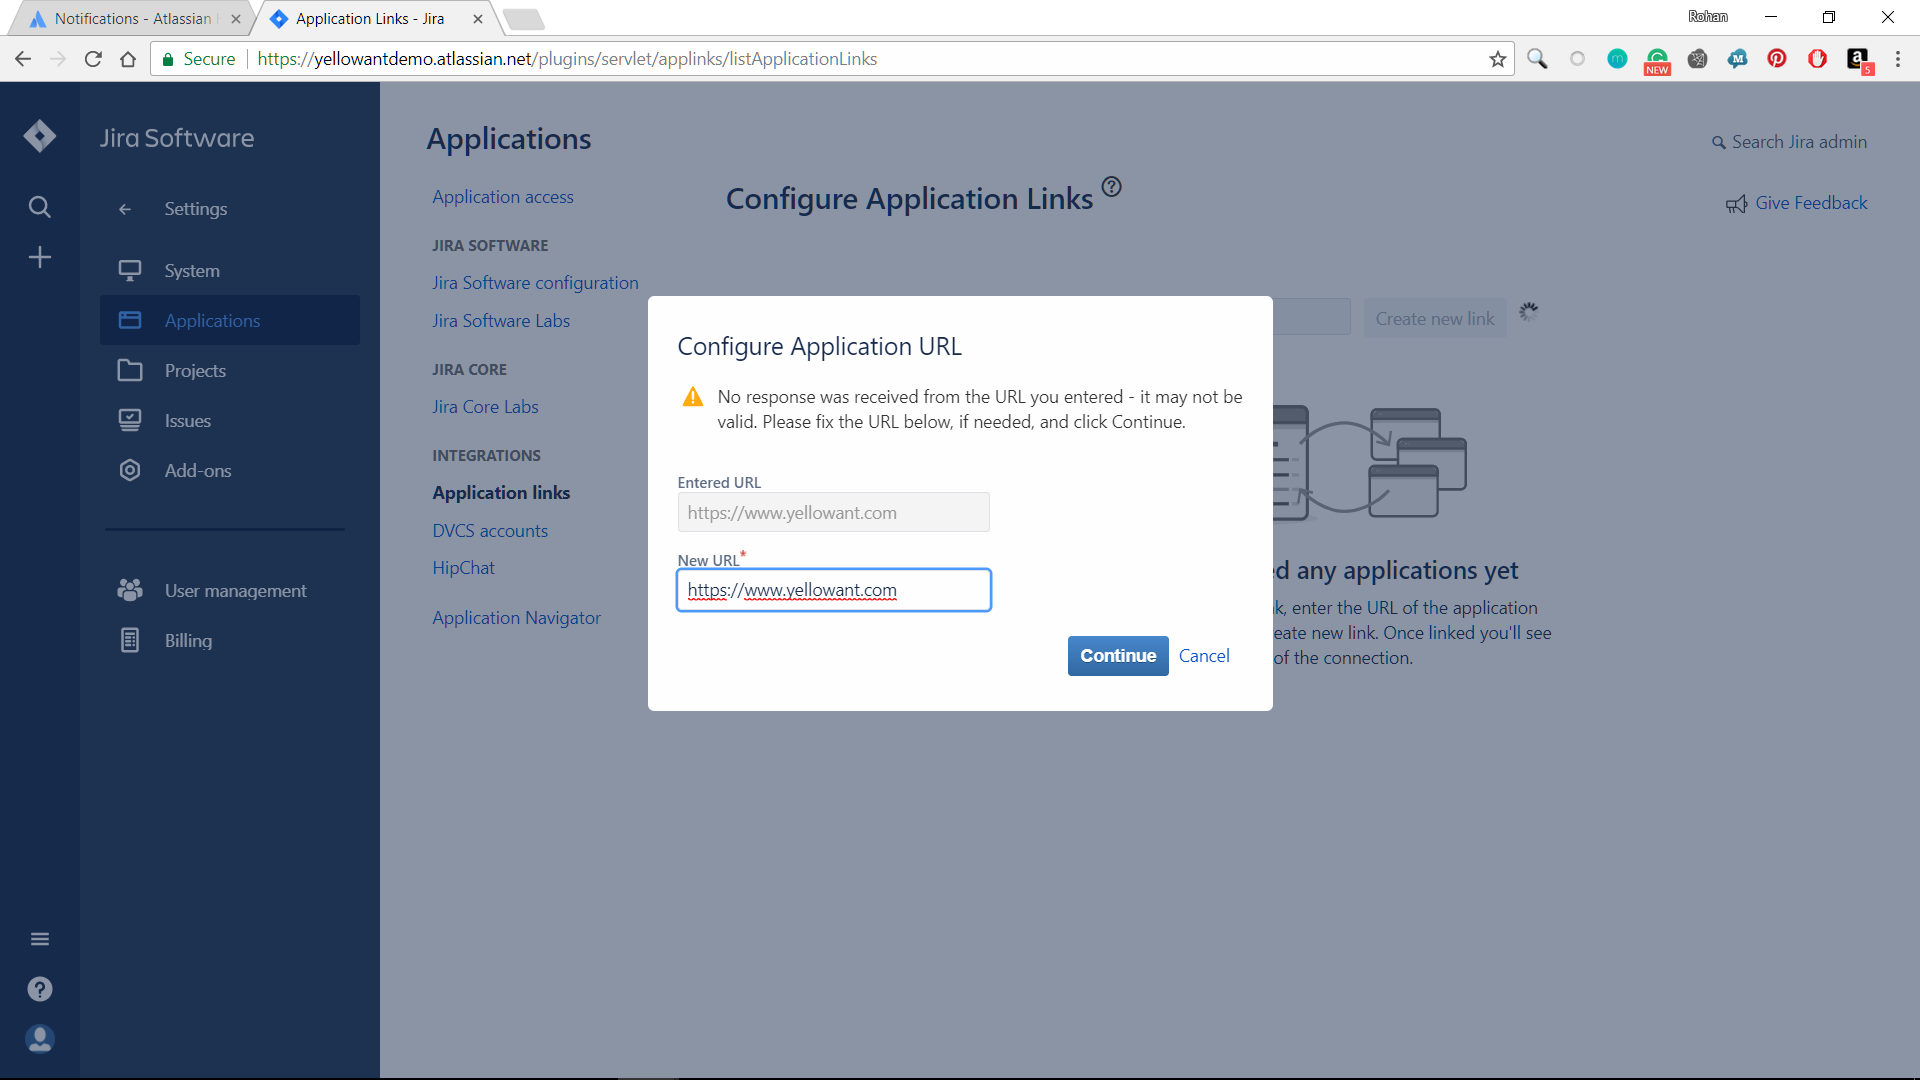 Notifications - Atlassian
Application Links - Jira
Rohan
Secure
https://yellowantdemo.atlassian.net/plugins/servlet/applinks/listApplicationLinks
NEW
5
Jira Software
Settings
System
Applications
Projects
Issues
Add-ons
User management
Billing
Applications
Application access
JIRA SOFTWARE
Jira Software configuration
Jira Software Labs
JIRA CORE
Jira Core Labs
INTEGRATIONS
Application links
DVCS accounts
HipChat
Application Navigator
Configure Application Links
Search Jira admin
Give Feedback
Create new link
Configure Application URL
No response was received from the URL you entered - it may not be
valid. Please fix the URL below, if needed, and click Continue.
Entered URL
https://www.yellowant.com
New URL*
https://www.yellowant.com
Continue
Cancel
d any applications yet
k, enter the URL of the application
eate new link. Once linked you'll see
of the connection.